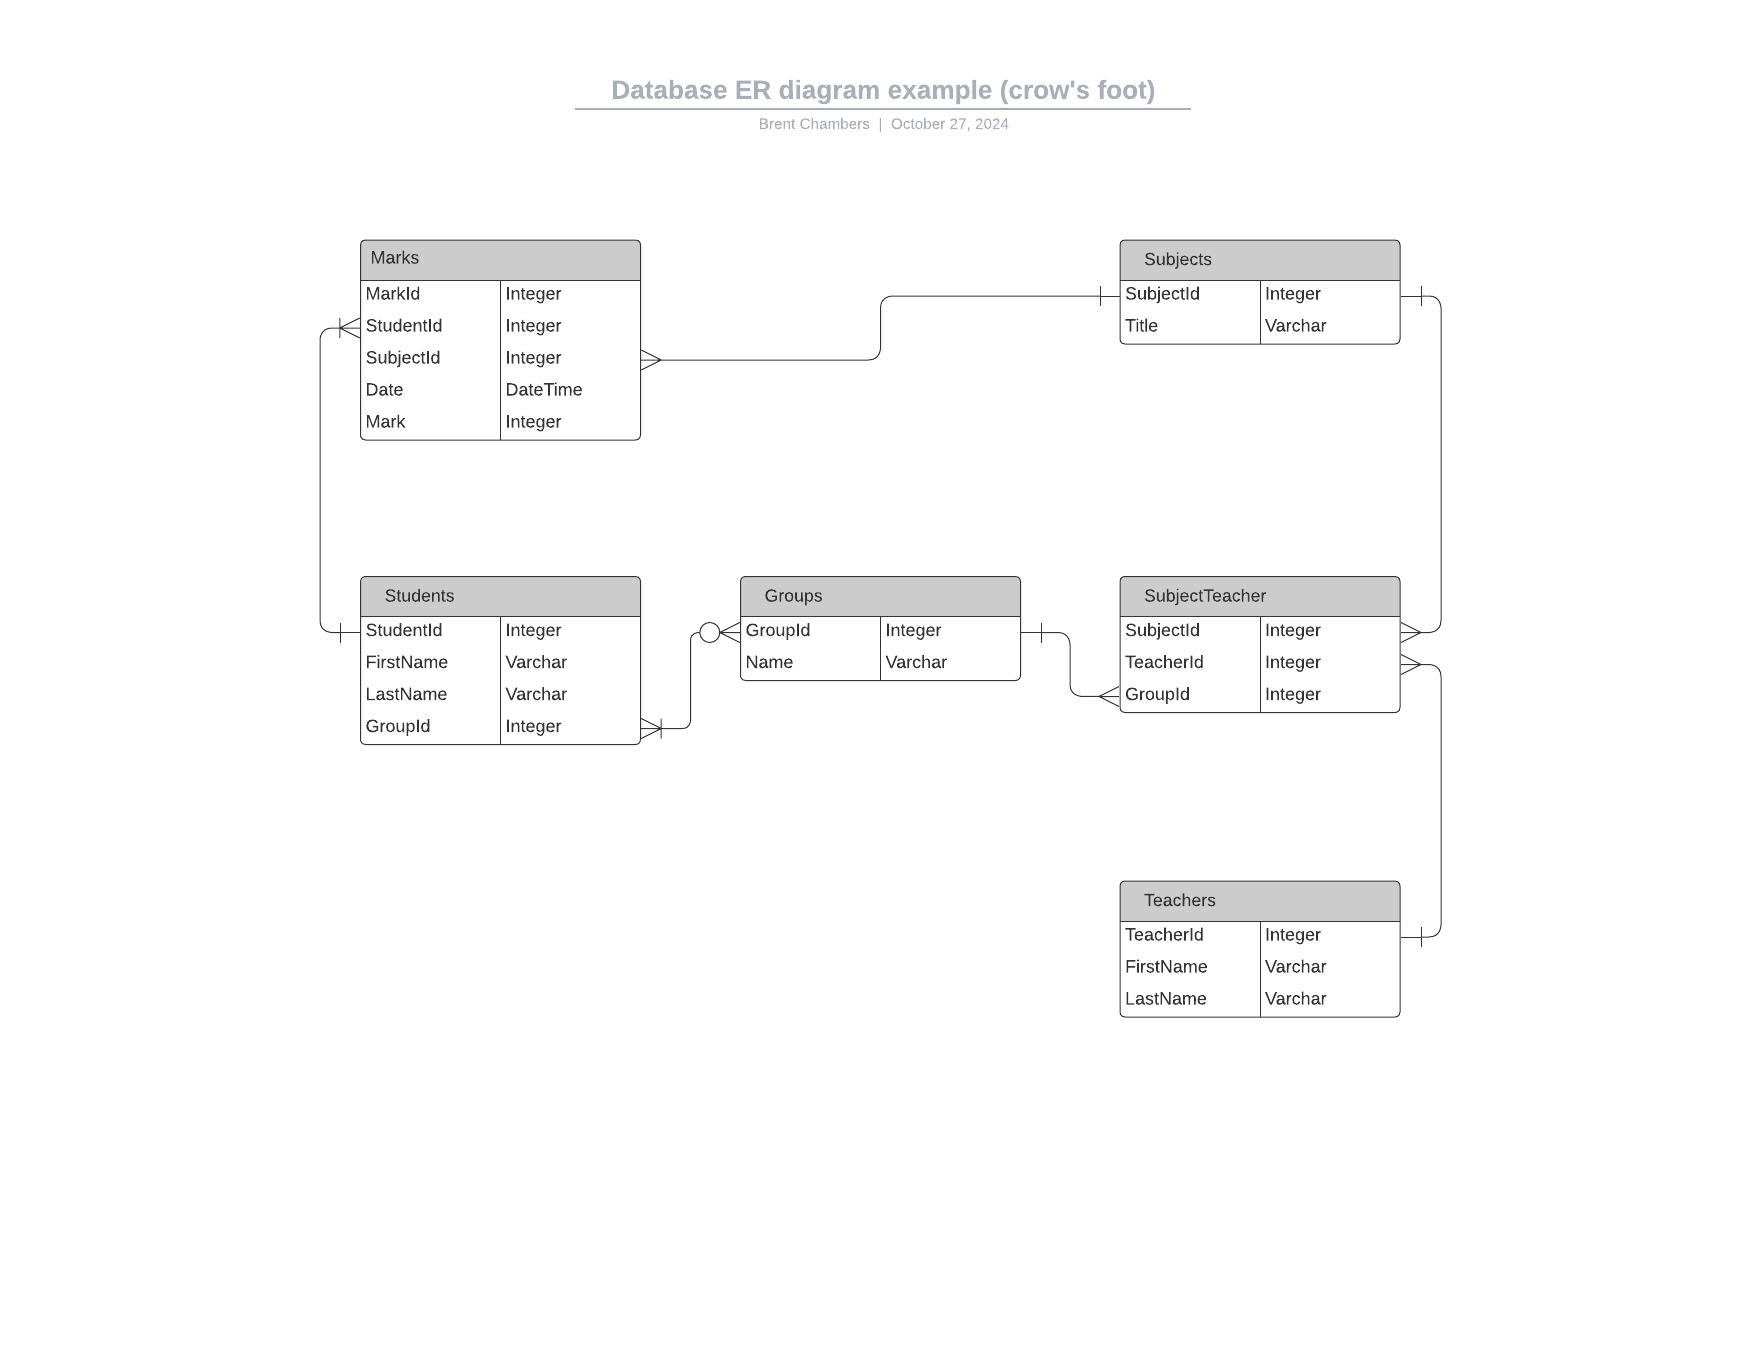 Database ER diagram example (crow's foot)
Brent Chambers | October 27, 2024
Marks
MarkId Integer
StudentId Integer
SubjectId Integer
Date DateTime
Mark Integer
Subjects
SubjectId Integer
Title Varchar
Students
StudentId Integer
FirstName Varchar
LastName Varchar
GroupId Integer
Groups
GroupId Integer
Name Varchar
SubjectTeacher
SubjectId Integer
TeacherId Integer
GroupId Integer
Teachers
TeacherId Integer
FirstName Varchar
LastName Varchar